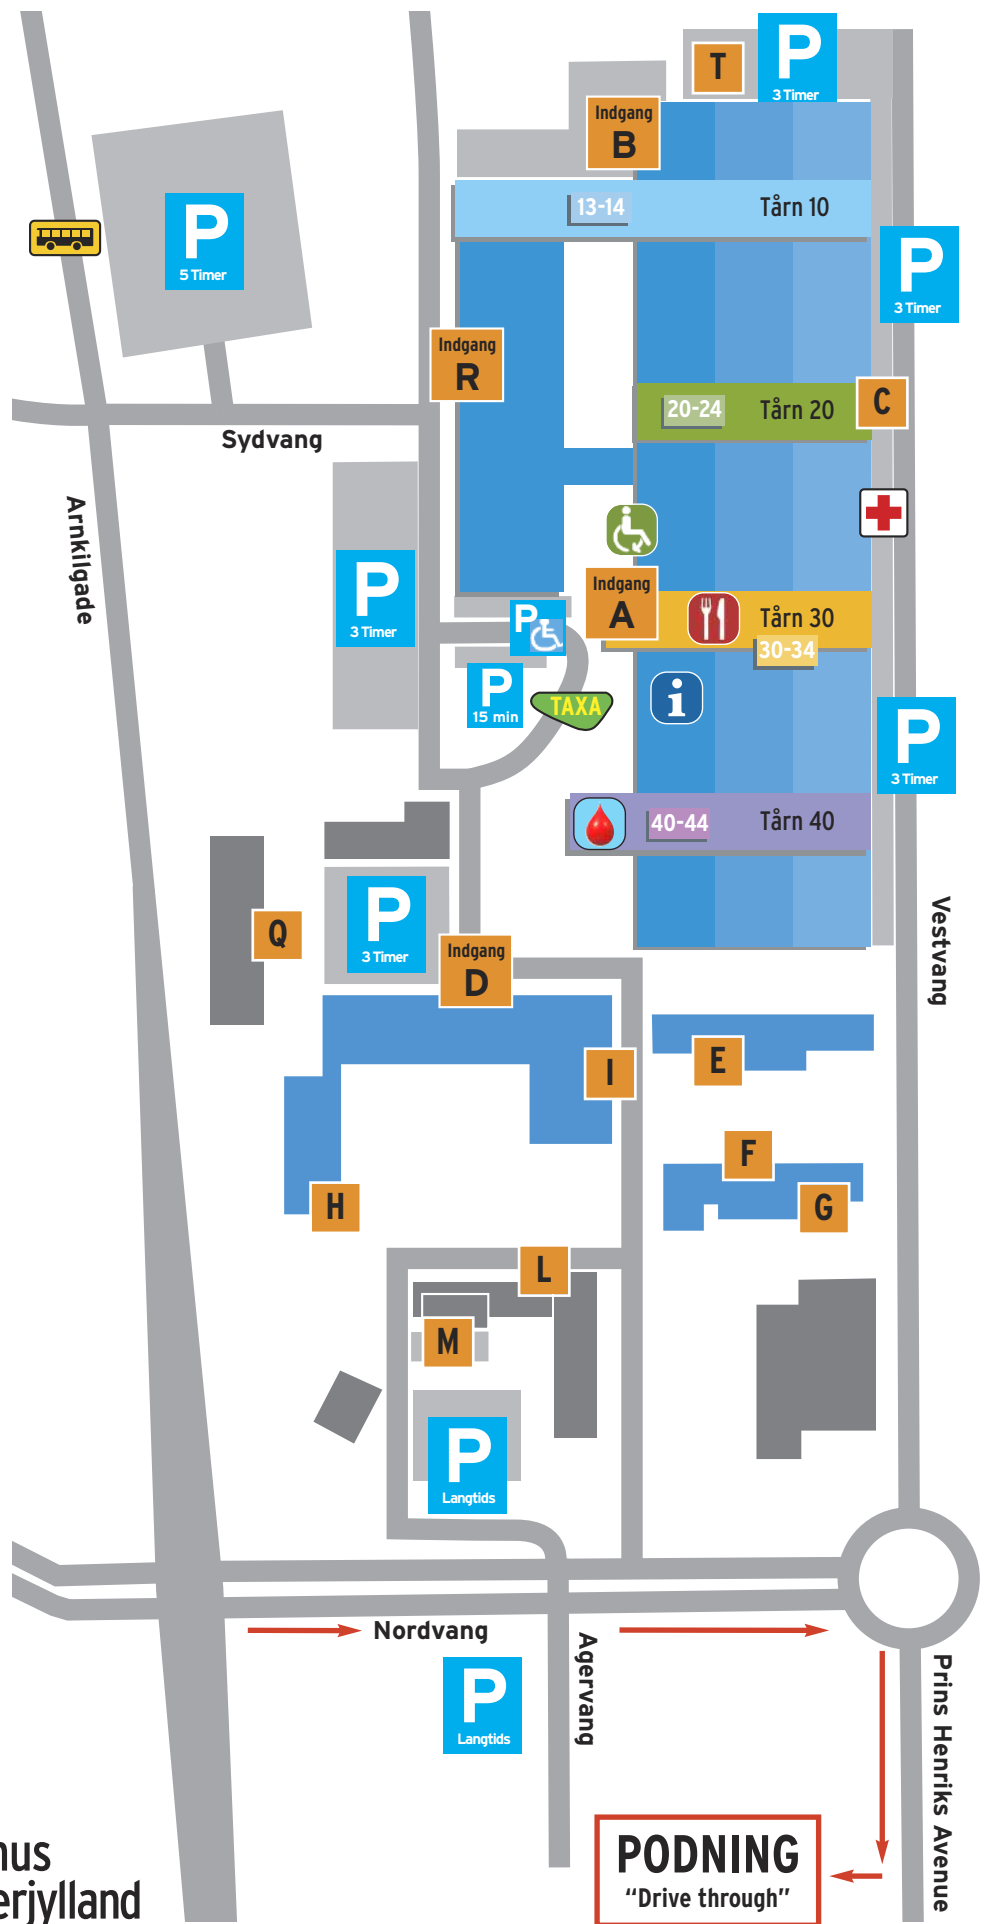 T
P
3 Timer
Indgang
B
13-14
Tårn 10
P
5 Timer
P
3 Timer
Indgang
R
20-24
Tårn 20
C
Sydvang
Arnkilgade
P
3 Timer
Indgang
A
Tårn 30
30-34
P
P
15 min
TAXA
i
P
3 Timer
40-44
Tårn 40
Q
P
3 Timer
Indgang
D
Vestvang
I
E
F
H
G
L
M
P
Langtids
Nordvang
Agervang
P
Langtids
Prins Henriks Avenue
PODNING
“Drive through”
nus
erjylland